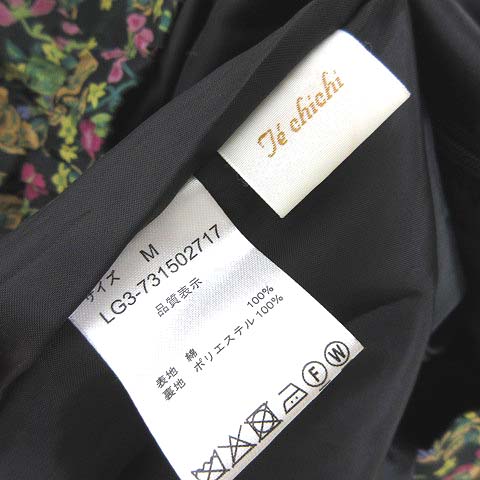 Té chichi
サイズ M
LG3-731502717
品質表示
表地 綿 100%
裏地 ポリエステル 100%
F W